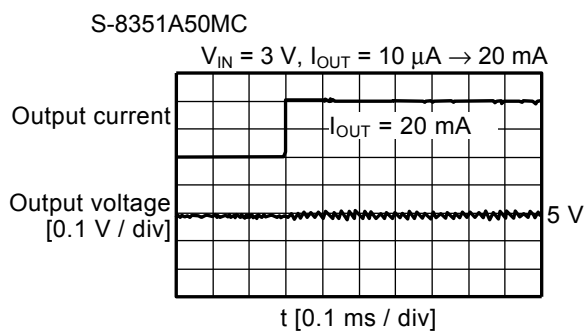 S-8351A50MC
V_IN = 3 V, I_OUT = 10 μA → 20 mA
Output current
I_OUT = 20 mA
Output voltage
[0.1 V / div]
5 V
t [0.1 ms / div]